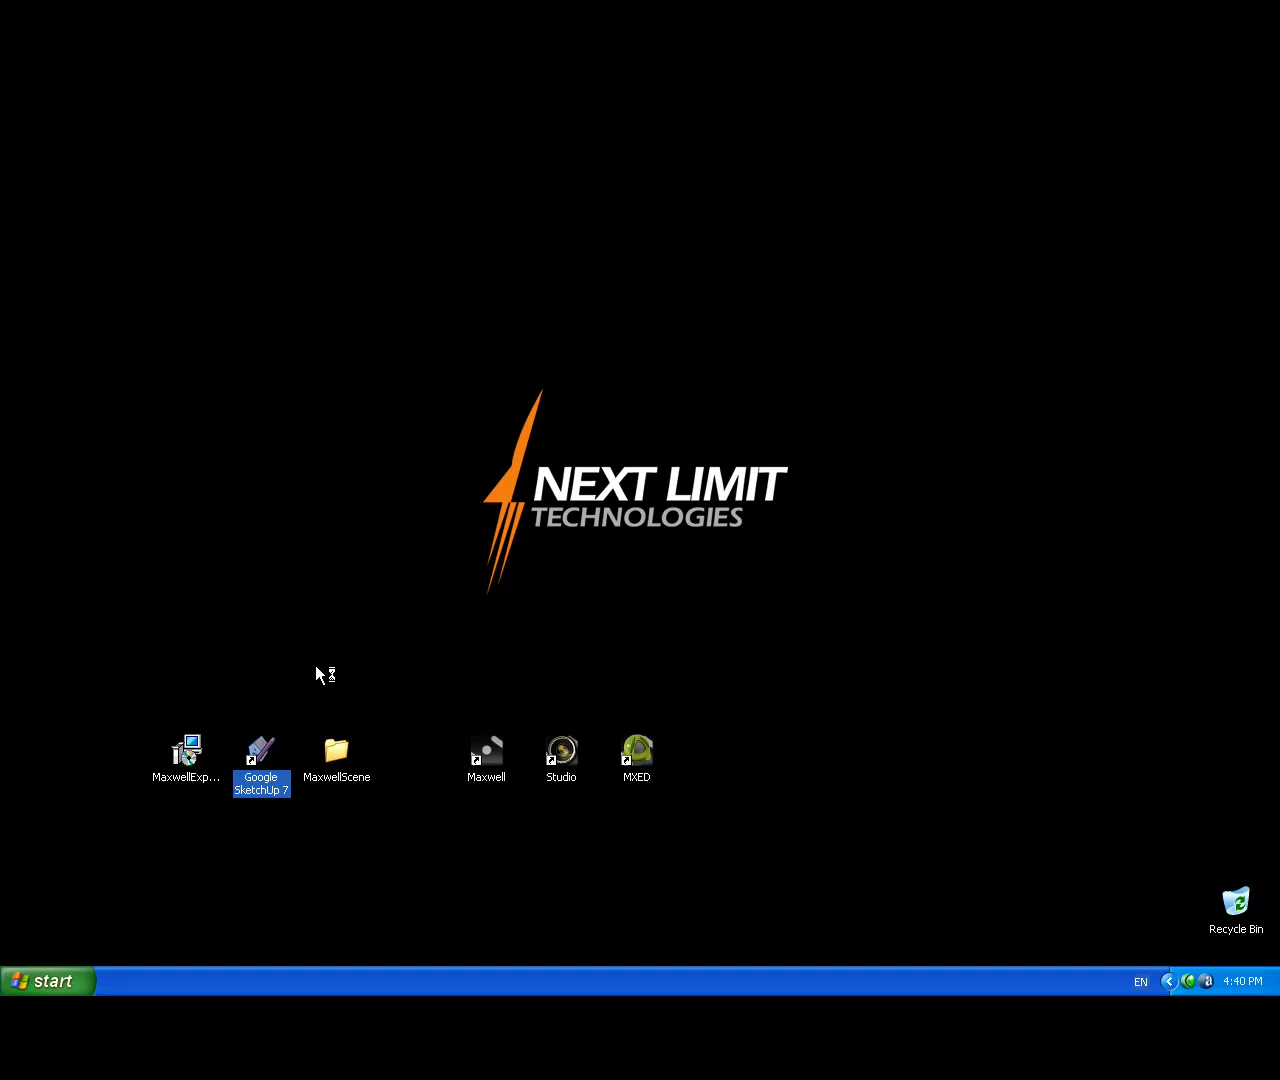 NEXT LIMIT
TECHNOLOGIES
MaxwellExp...
Google
SketchUp 7
MaxwellScene
Maxwell
Studio
MXED
Recycle Bin
start
EN
4:40 PM